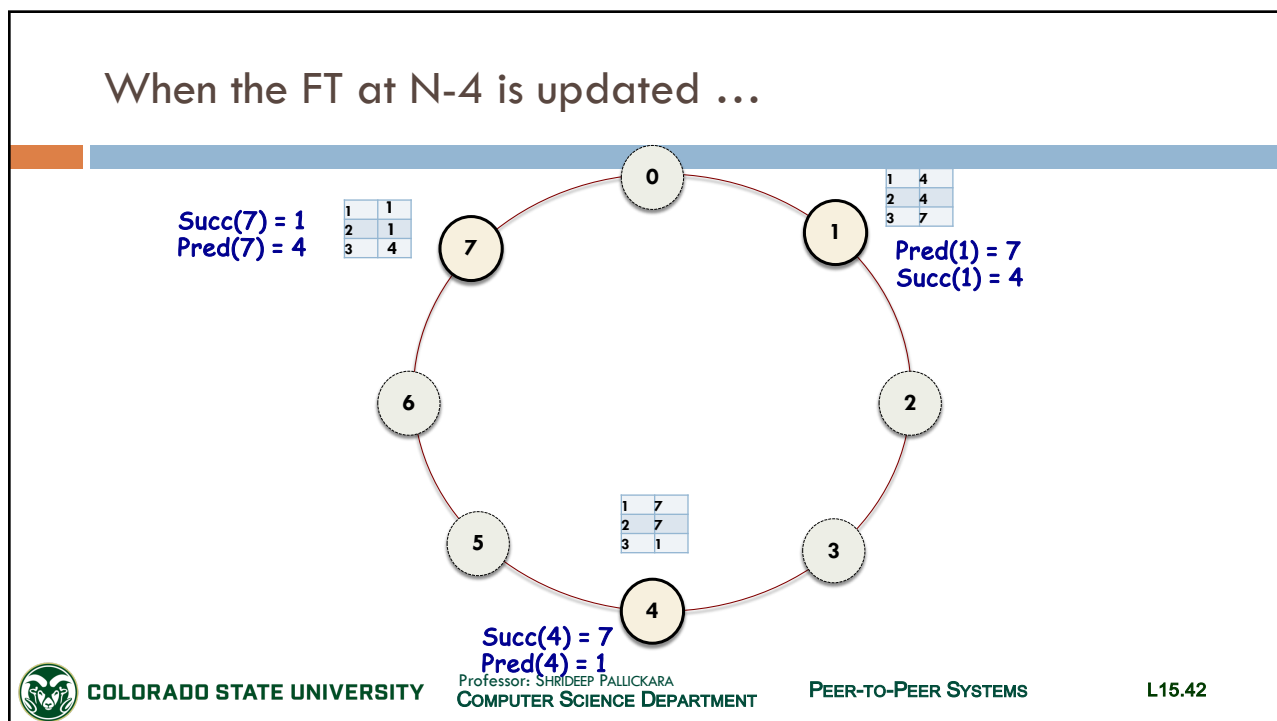 When the FT at N-4 is updated …
0
1 4
2 4
3 7
Succ(7) = 1
Pred(7) = 4
1 1
2 1
3 4
7
1
Pred(1) = 7
Succ(1) = 4
6
2
1 7
2 7
3 1
5
3
4
Succ(4) = 7
Pred(4) = 1
COLORADO STATE UNIVERSITY
Professor: SHRIDEEP PALLICKARA
COMPUTER SCIENCE DEPARTMENT
PEER-TO-PEER SYSTEMS
L15.42